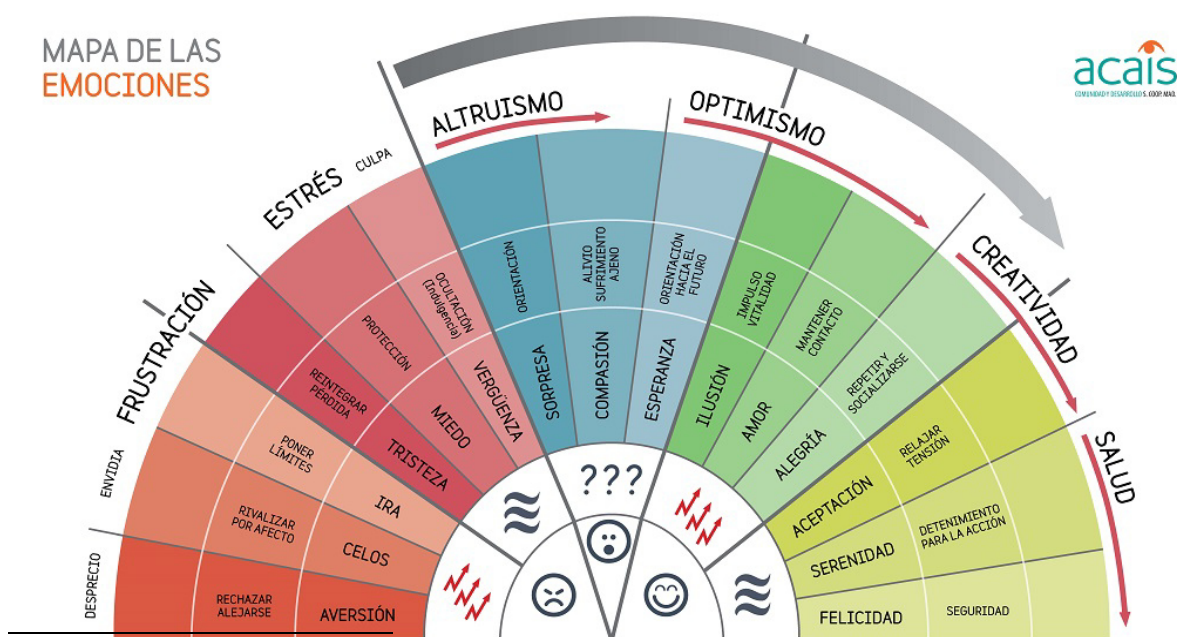 MAPA DE LAS
EMOCIONES
acais
COMUNIDAD Y DESARROLLO S. COOP. MAD.
DESPRECIO
ENVIDIA
FRUSTRACIÓN
ESTRÉS
CULPA
ALTRUISMO
OPTIMISMO
CREATIVIDAD
SALUD
RECHAZAR
ALEJARSE
AVERSIÓN
RIVALIZAR
POR AFECTO
CELOS
PONER
LÍMITES
IRA
REINTEGRAR
PÉRDIDA
TRISTEZA
PROTECCIÓN
MIEDO
OCULTACIÓN
(Indulgencia)
VERGÜENZA
ORIENTACIÓN
SORPRESA
ALIVIO
SUFRIMIENTO
AJENO
COMPASIÓN
ORIENTACIÓN
HACIA EL
FUTURO
ESPERANZA
IMPULSO
VITALIDAD
ILUSIÓN
MANTENER
CONTACTO
AMOR
REPETIR Y
SOCIALIZARSE
ALEGRÍA
RELAJAR
TENSIÓN
ACEPTACIÓN
DETENIMIENTO
PARA LA ACCIÓN
SERENIDAD
SEGURIDAD
FELICIDAD
???